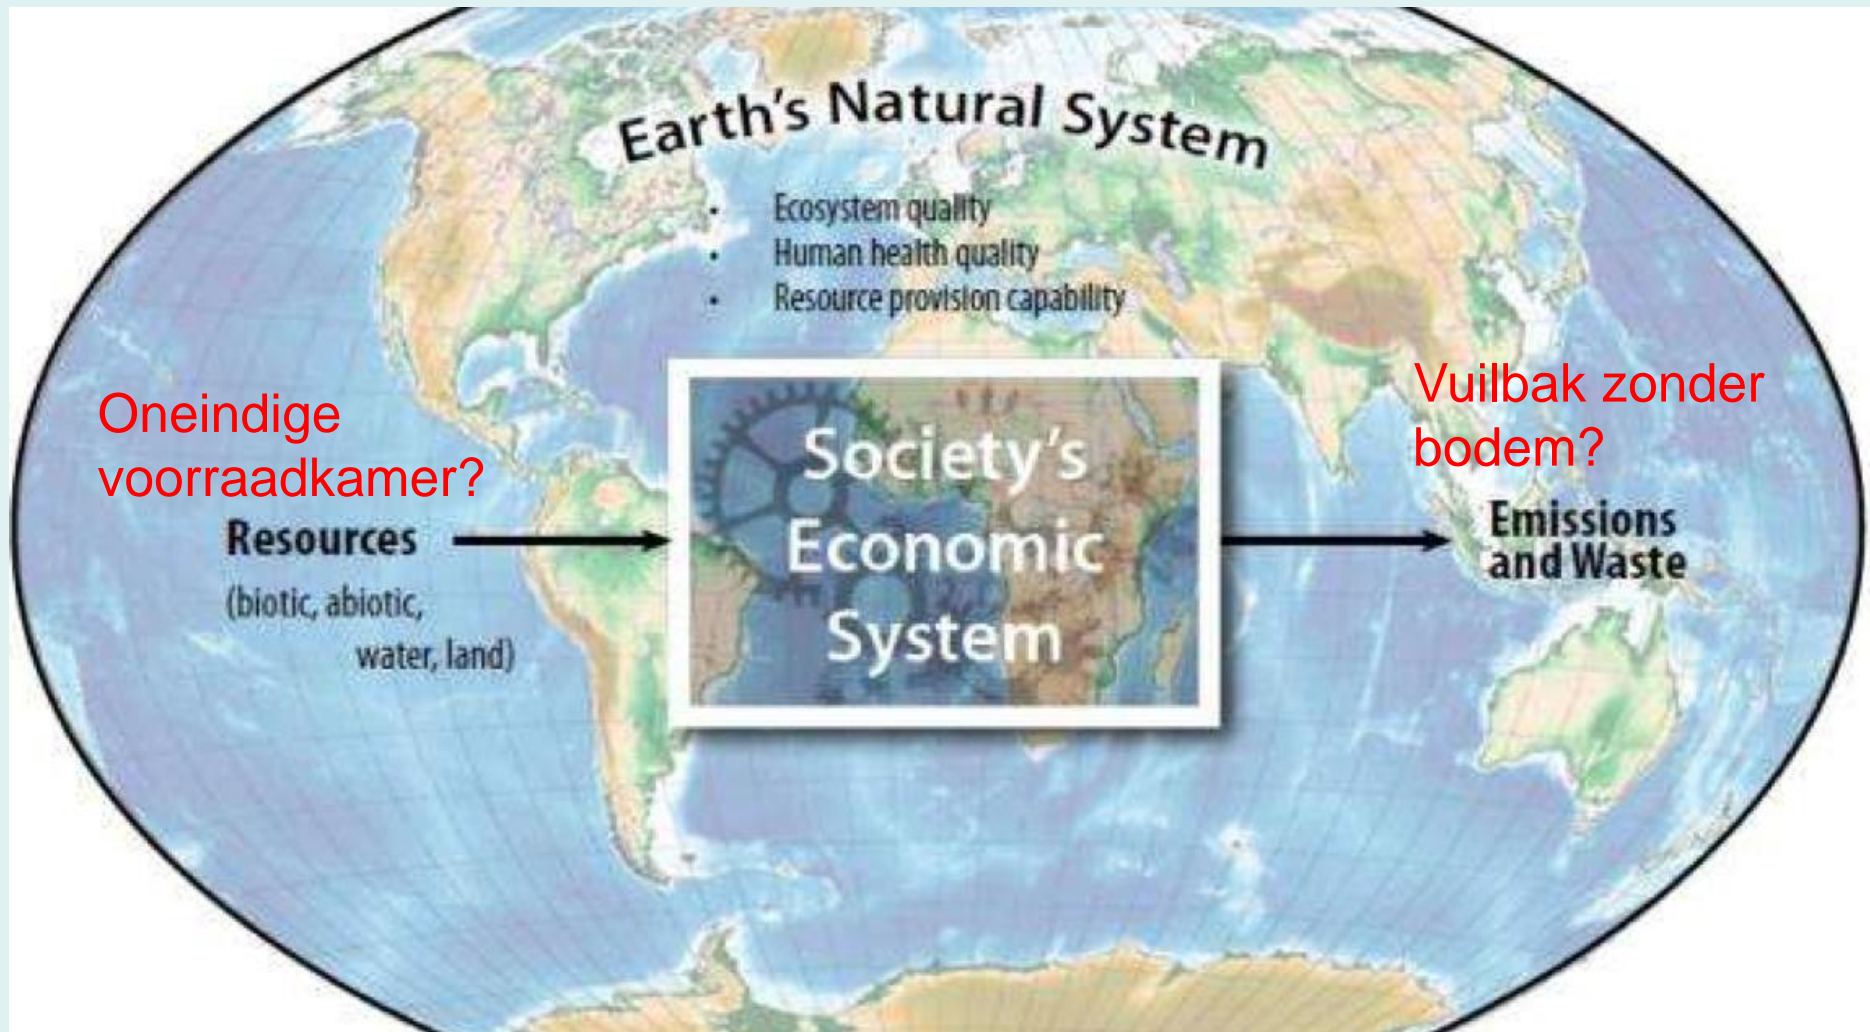 Earth's Natural System
• Ecosystem quality
• Human health quality
• Resource provision capability
Oneindige
voorraadkamer?
Resources
(biotic, abiotic,
water, land)
Society's
Economic
System
Vuilbak zonder
bodem?
Emissions
and Waste